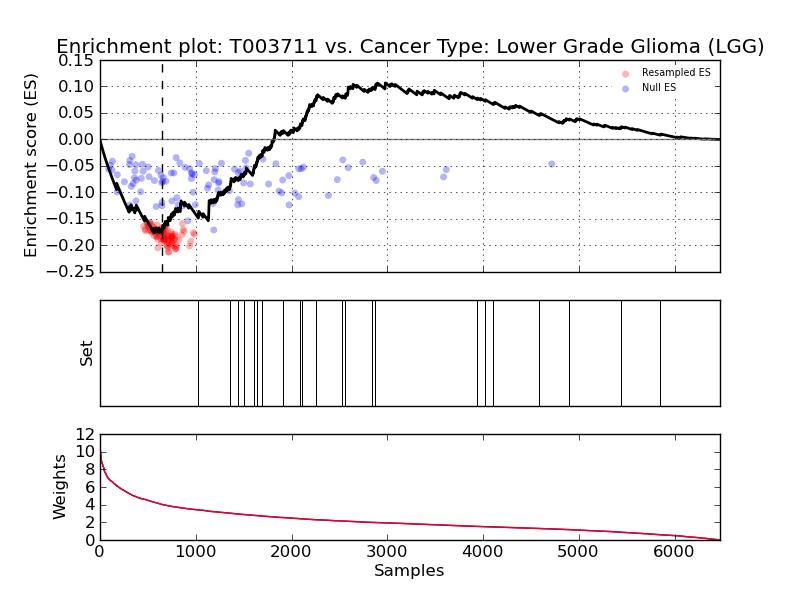 Enrichment plot: T003711 vs. Cancer Type: Lower Grade Glioma (LGG)
Enrichment score (ES)
0.15
0.10
0.05
0.00
−0.05
−0.10
−0.15
−0.20
−0.25
Resampled ES
Null ES
Set
Weights
12
10
8
6
4
2
0
0 1000 2000 3000 4000 5000 6000
Samples